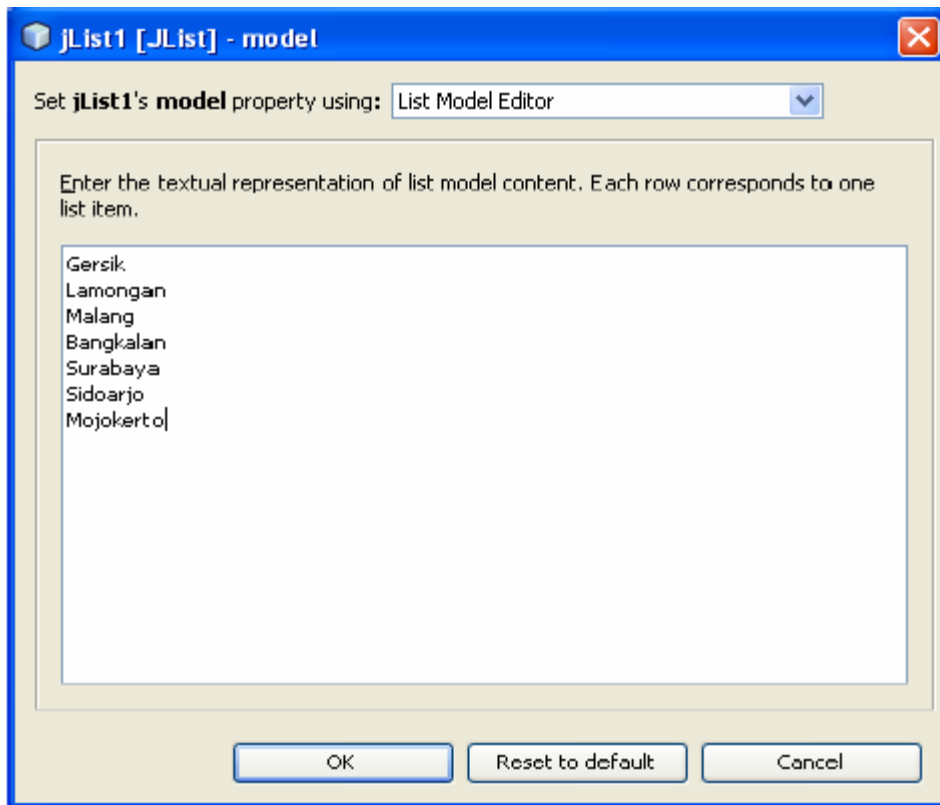 jList1 [JList] - model
Set jList1's model property using: List Model Editor
Enter the textual representation of list model content. Each row corresponds to one
list item.
Gersik
Lamongan
Malang
Bangkalan
Surabaya
Sidoarjo
Mojokerto
OK Reset to default Cancel